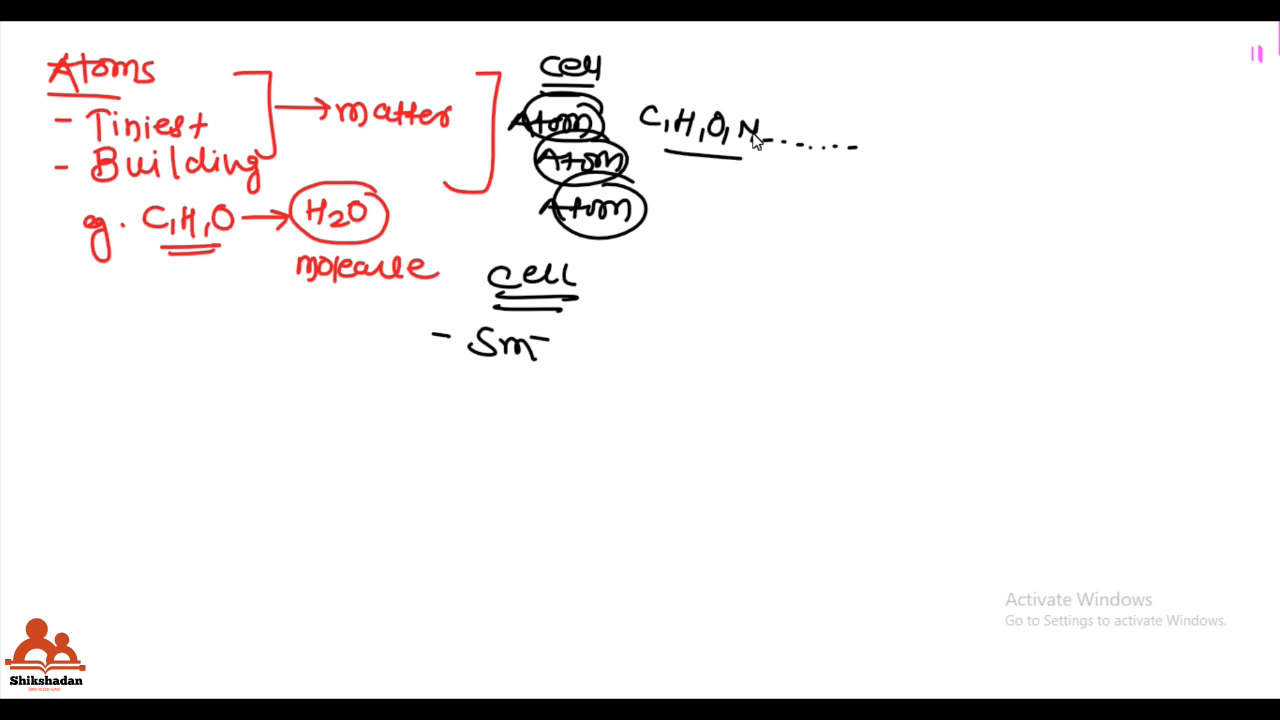 Atoms
- Tiniest
- Building
→ matter
eg. C, H, O → H2O
molecule
Cell
Atom
Atom
Atom
C, H, O, N - - . . . . -
Cell
- Sm-
11
Activate Windows
Go to Settings to activate Windows.
Shikshadan